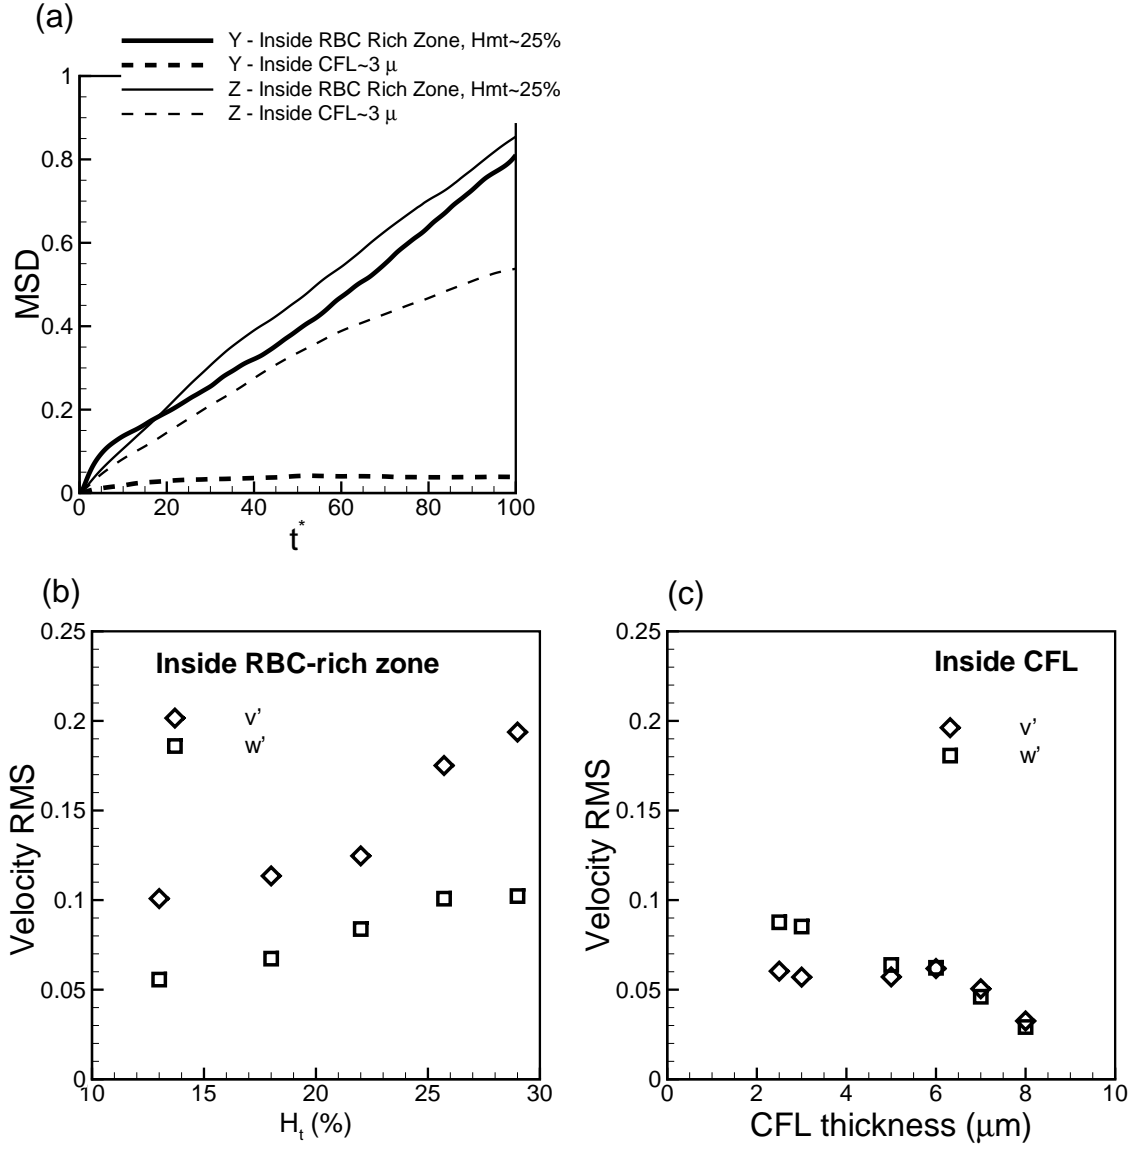 (a)
Y - Inside RBC Rich Zone, Hmt~25%
Y - Inside CFL~3 μ
Z - Inside RBC Rich Zone, Hmt~25%
Z - Inside CFL~3 μ
1
0.8
0.6
0.4
0.2
0
MSD
0 20 40 60 80 100
t*
(b)
0.25
0.2
0.15
0.1
0.05
0
Velocity RMS
Inside RBC-rich zone
v’
w’
10 15 20 25 30
Ht (%)
(c)
0.25
0.2
0.15
0.1
0.05
0
Velocity RMS
Inside CFL
v’
w’
0 2 4 6 8 10
CFL thickness (μm)